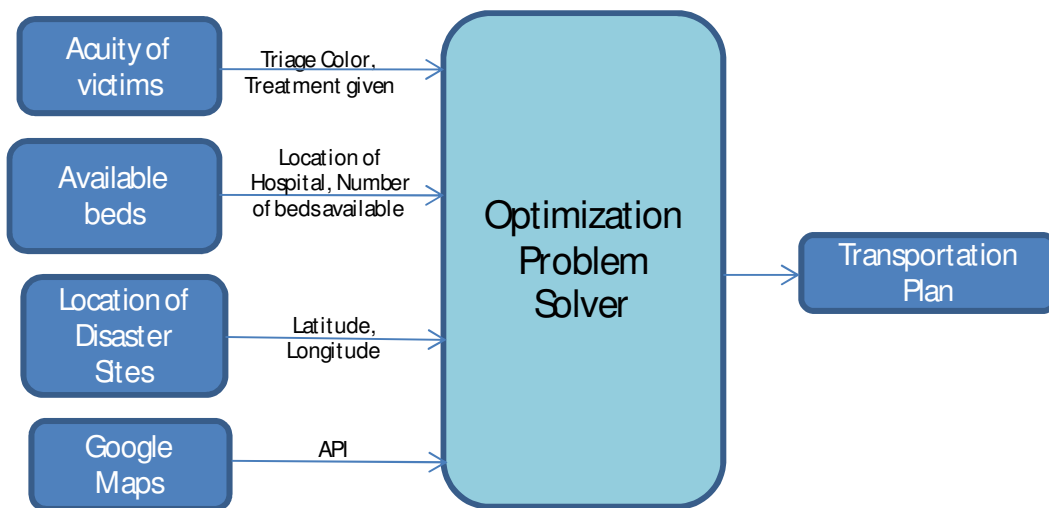 Acuity of
victims
Triage Color,
Treatment given
Available
beds
Location of
Hospital, Number
of beds available
Location of
Disaster
Sites
Latitude,
Longitude
Google
Maps
API
Optimization
Problem
Solver
Transportation
Plan